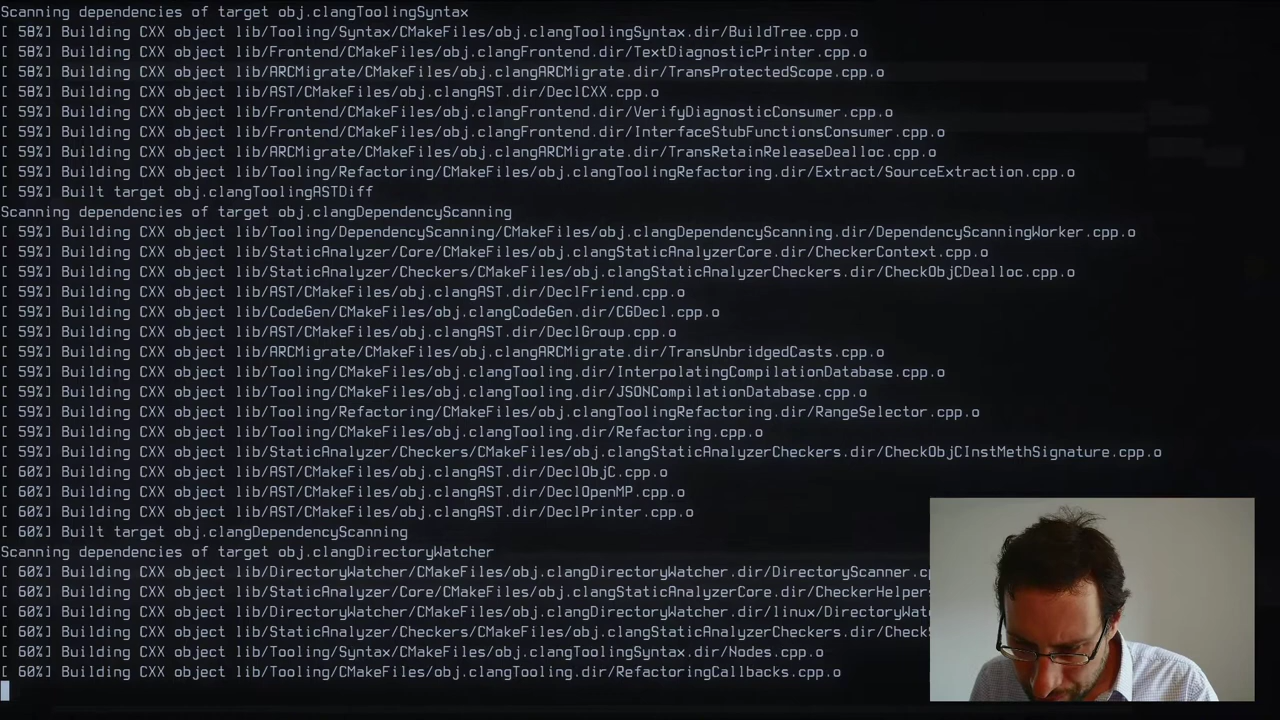 Scanning dependencies of target obj.clangToolingSyntax
[ 58%] Building CXX object lib/Tooling/Syntax/CMakeFiles/obj.clangToolingSyntax.dir/BuildTree.cpp.o
[ 58%] Building CXX object lib/Frontend/CMakeFiles/obj.clangFrontend.dir/TextDiagnosticPrinter.cpp.o
[ 58%] Building CXX object lib/ARCMigrate/CMakeFiles/obj.clangARCMigrate.dir/TransProtectedScope.cpp.o
[ 58%] Building CXX object lib/AST/CMakeFiles/obj.clangAST.dir/DeclCXX.cpp.o
[ 59%] Building CXX object lib/Frontend/CMakeFiles/obj.clangFrontend.dir/VerifyDiagnosticConsumer.cpp.o
[ 59%] Building CXX object lib/Frontend/CMakeFiles/obj.clangFrontend.dir/InterfaceStubFunctionsConsumer.cpp.o
[ 59%] Building CXX object lib/ARCMigrate/CMakeFiles/obj.clangARCMigrate.dir/TransRetainReleaseDealloc.cpp.o
[ 59%] Building CXX object lib/Tooling/Refactoring/CMakeFiles/obj.clangToolingRefactoring.dir/Extract/SourceExtraction.cpp.o
[ 59%] Built target obj.clangToolingASTDiff
Scanning dependencies of target obj.clangDependencyScanning
[ 59%] Building CXX object lib/Tooling/DependencyScanning/CMakeFiles/obj.clangDependencyScanning.dir/DependencyScanningWorker.cpp.o
[ 59%] Building CXX object lib/StaticAnalyzer/Core/CMakeFiles/obj.clangStaticAnalyzerCore.dir/CheckerContext.cpp.o
[ 59%] Building CXX object lib/StaticAnalyzer/Checkers/CMakeFiles/obj.clangStaticAnalyzerCheckers.dir/CheckObjCDealloc.cpp.o
[ 59%] Building CXX object lib/AST/CMakeFiles/obj.clangAST.dir/DeclFriend.cpp.o
[ 59%] Building CXX object lib/CodeGen/CMakeFiles/obj.clangCodeGen.dir/CGDecl.cpp.o
[ 59%] Building CXX object lib/AST/CMakeFiles/obj.clangAST.dir/DeclGroup.cpp.o
[ 59%] Building CXX object lib/ARCMigrate/CMakeFiles/obj.clangARCMigrate.dir/TransUnbridgedCasts.cpp.o
[ 59%] Building CXX object lib/Tooling/CMakeFiles/obj.clangTooling.dir/InterpolatingCompilationDatabase.cpp.o
[ 59%] Building CXX object lib/Tooling/CMakeFiles/obj.clangTooling.dir/JSONCompilationDatabase.cpp.o
[ 59%] Building CXX object lib/Tooling/Refactoring/CMakeFiles/obj.clangToolingRefactoring.dir/RangeSelector.cpp.o
[ 59%] Building CXX object lib/Tooling/CMakeFiles/obj.clangTooling.dir/Refactoring.cpp.o
[ 59%] Building CXX object lib/StaticAnalyzer/Checkers/CMakeFiles/obj.clangStaticAnalyzerCheckers.dir/CheckObjCInstMethSignature.cpp.o
[ 60%] Building CXX object lib/AST/CMakeFiles/obj.clangAST.dir/DeclObjC.cpp.o
[ 60%] Building CXX object lib/AST/CMakeFiles/obj.clangAST.dir/DeclOpenMP.cpp.o
[ 60%] Building CXX object lib/AST/CMakeFiles/obj.clangAST.dir/DeclPrinter.cpp.o
[ 60%] Built target obj.clangDependencyScanning
Scanning dependencies of target obj.clangDirectoryWatcher
[ 60%] Building CXX object lib/DirectoryWatcher/CMakeFiles/obj.clangDirectoryWatcher.dir/DirectoryScanner.cp
[ 60%] Building CXX object lib/StaticAnalyzer/Core/CMakeFiles/obj.clangStaticAnalyzerCore.dir/CheckerHelpers
[ 60%] Building CXX object lib/DirectoryWatcher/CMakeFiles/obj.clangDirectoryWatcher.dir/linux/DirectoryWat
[ 60%] Building CXX object lib/StaticAnalyzer/Checkers/CMakeFiles/obj.clangStaticAnalyzerCheckers.dir/Check
[ 60%] Building CXX object lib/Tooling/Syntax/CMakeFiles/obj.clangToolingSyntax.dir/Nodes.cpp.o
[ 60%] Building CXX object lib/Tooling/CMakeFiles/obj.clangTooling.dir/RefactoringCallbacks.cpp.o